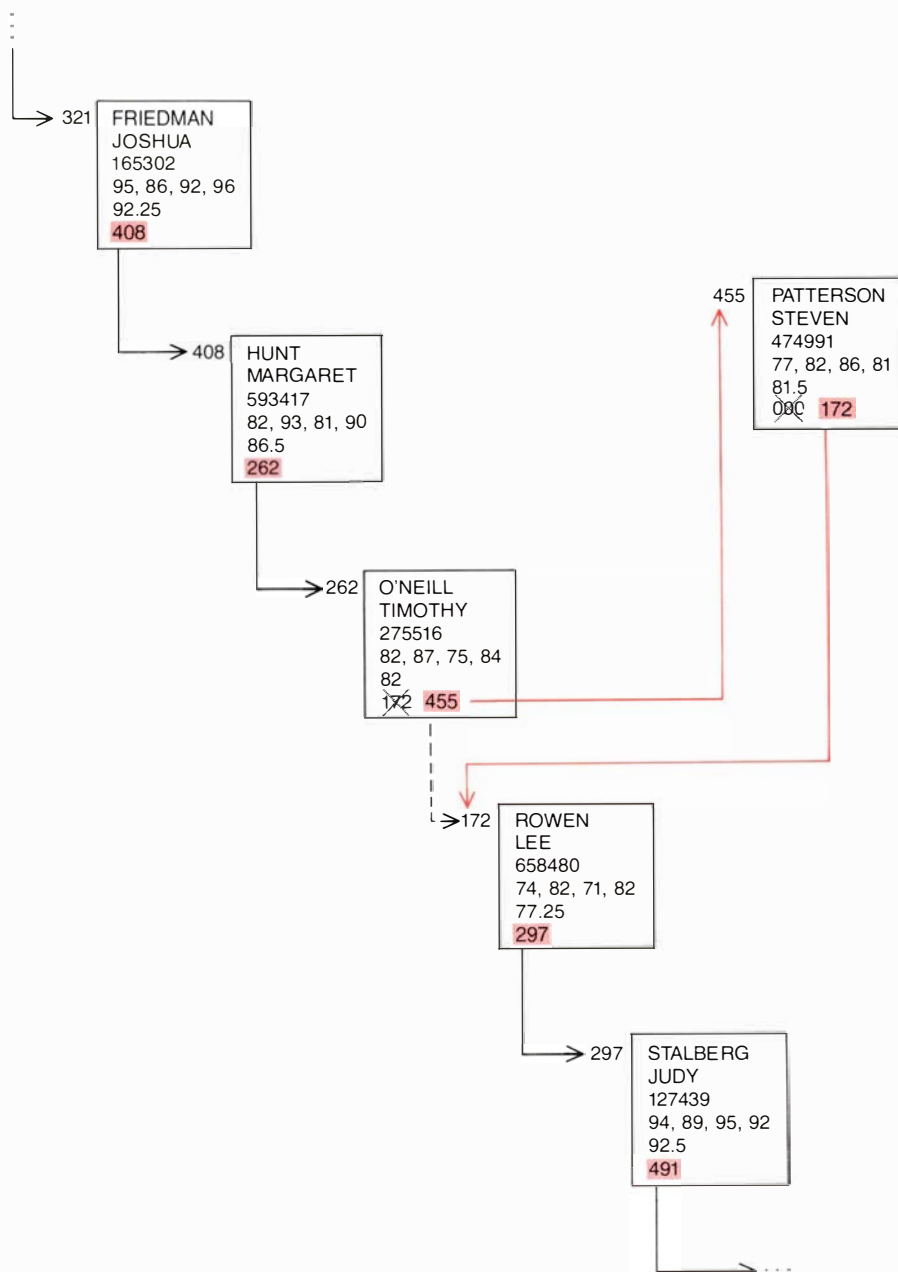 321
FRIEDMAN
JOSHUA
165302
95, 86, 92, 96
92.25
408
455
PATTERSON
STEVEN
474991
77, 82, 86, 81
81.5
000 172
408
HUNT
MARGARET
593417
82, 93, 81, 90
86.5
262
262
O'NEILL
TIMOTHY
275516
82, 87, 75, 84
82
172 455
172
ROWEN
LEE
658480
74, 82, 71, 82
77.25
297
297
STALBERG
JUDY
127439
94, 89, 95, 92
92.5
491